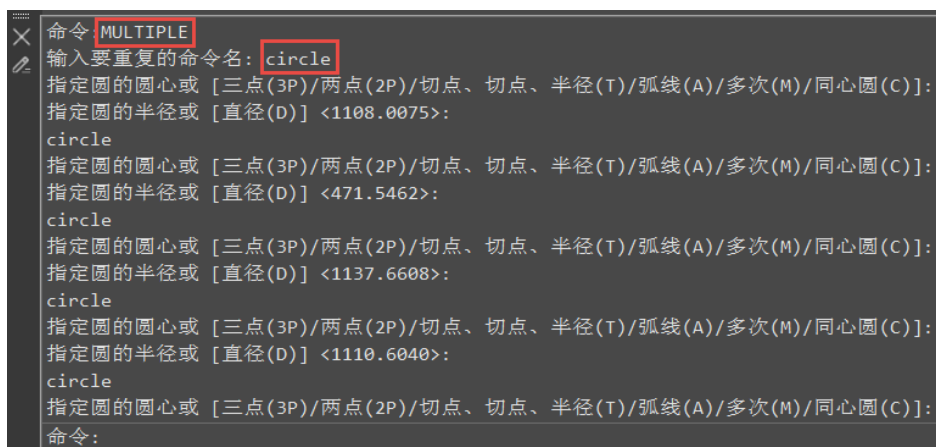 命令:MULTIPLE
输入要重复的命令名: circle
指定圆的圆心或 [三点(3P)/两点(2P)/切点、切点、半径(T)/弧线(A)/多次(M)/同心圆(C)]:
指定圆的半径或 [直径(D)] <1108.0075>:
circle
指定圆的圆心或 [三点(3P)/两点(2P)/切点、切点、半径(T)/弧线(A)/多次(M)/同心圆(C)]:
指定圆的半径或 [直径(D)] <471.5462>:
circle
指定圆的圆心或 [三点(3P)/两点(2P)/切点、切点、半径(T)/弧线(A)/多次(M)/同心圆(C)]:
指定圆的半径或 [直径(D)] <1137.6608>:
circle
指定圆的圆心或 [三点(3P)/两点(2P)/切点、切点、半径(T)/弧线(A)/多次(M)/同心圆(C)]:
指定圆的半径或 [直径(D)] <1110.6040>:
circle
指定圆的圆心或 [三点(3P)/两点(2P)/切点、切点、半径(T)/弧线(A)/多次(M)/同心圆(C)]:
命令: